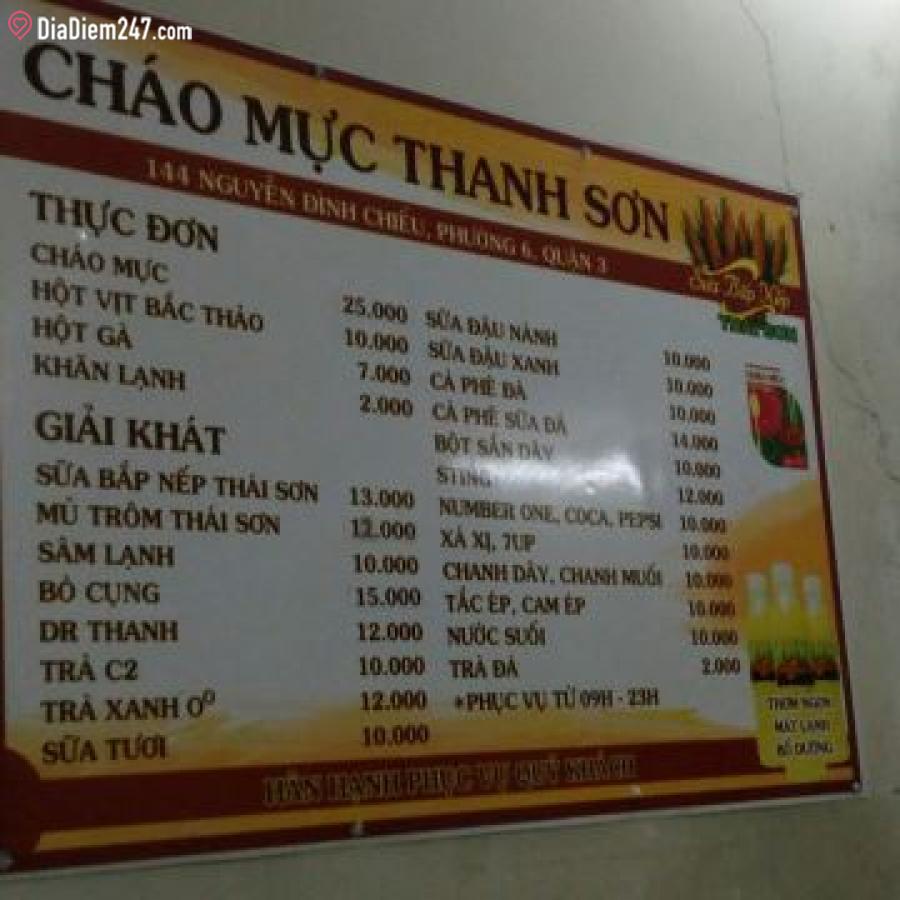 DiaDiem247.com
CHÁO MỰC THANH SƠN
144 NGUYỄN ĐÌNH CHIỂU, PHƯỜNG 6, QUẬN 3
THỰC ĐƠN
CHÁO MỰC 25.000
HỘT VỊT BẮC THẢO 10.000
HỘT GÀ 7.000
KHĂN LẠNH 2.000
GIẢI KHÁT
SỮA BẮP NẾP THÁI SƠN 13.000
MỦ TRÔM THÁI SƠN 12.000
SÂM LẠNH 10.000
BÒ CỤNG 15.000
DR THANH 12.000
TRÀ C2 10.000
TRÀ XANH O⁰ 12.000
SỮA TƯƠI 10.000
SỮA ĐẬU NÀNH 10.000
SỮA ĐẬU XANH 10.000
CÀ PHÊ ĐÁ 10.000
CÀ PHÊ SỮA ĐÁ 14.000
BỘT SẮN DÂY 10.000
STING 12.000
NUMBER ONE, COCA, PEPSI 10.000
XÁ XỊ, 7UP 10.000
CHANH DÂY, CHANH MUỐI 10.000
TẮC ÉP, CAM ÉP 10.000
NƯỚC SUỐI 10.000
TRÀ ĐÁ 2.000
*PHỤC VỤ TỪ 09H - 23H
Sữa Bắp Nếp
THÁI SƠN
THƠM NGON
MÁT LẠNH
BỔ DƯỠNG
HÂN HẠNH PHỤC VỤ QUÝ KHÁCH